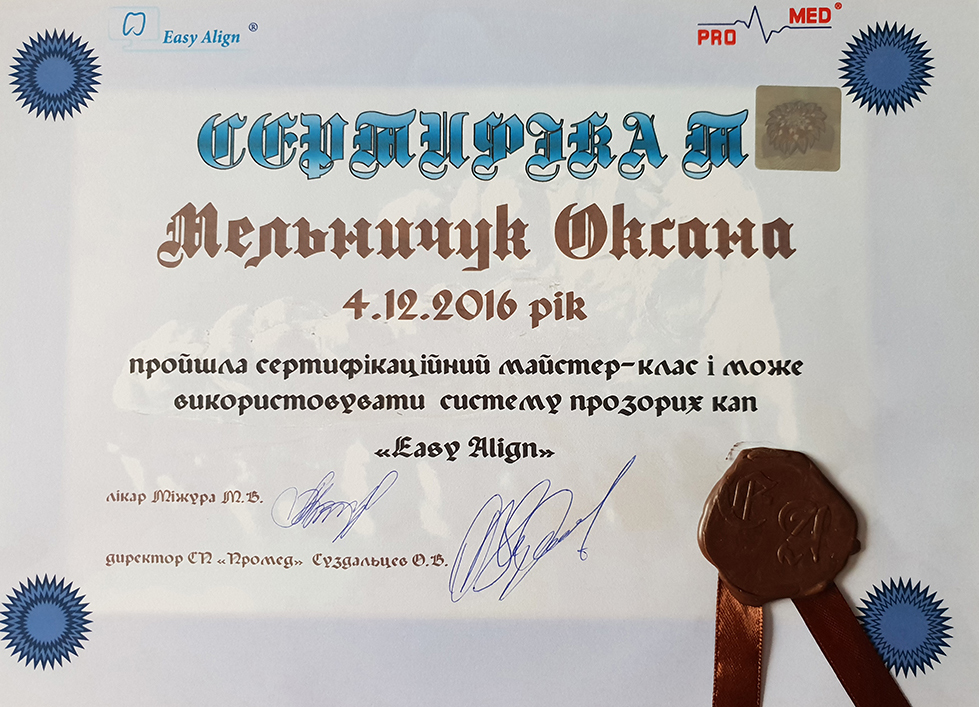 Easy Align ®
PRO MED ®
СЕРТИФІКАТ
Мельничук Оксана
4.12.2016 рік
пройшла сертифікаційний майстер-клас і може
використовувати систему прозорих кап
«Easy Align»
лікар Міжура М.В.
директор СП «Промед» Суздальцев О.В.
EA